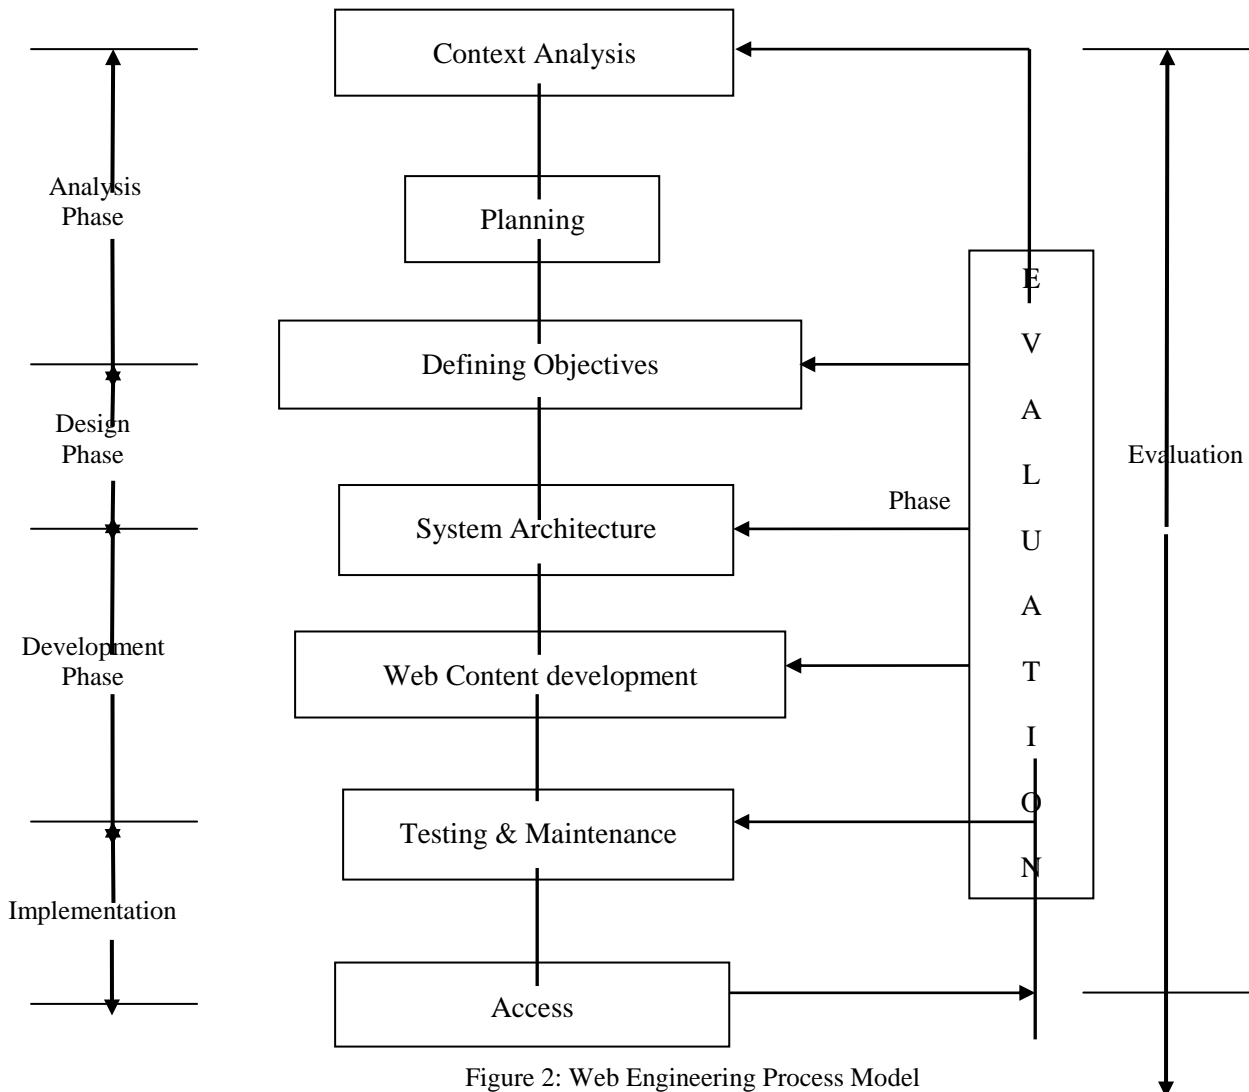 Context Analysis
Analysis
Phase
Planning
Defining Objectives
Design
Phase
System Architecture
Phase
E
V
A
L
U
A
T
I
O
N
Evaluation
Development
Phase
Web Content development
Testing & Maintenance
Implementation
Access
Figure 2: Web Engineering Process Model